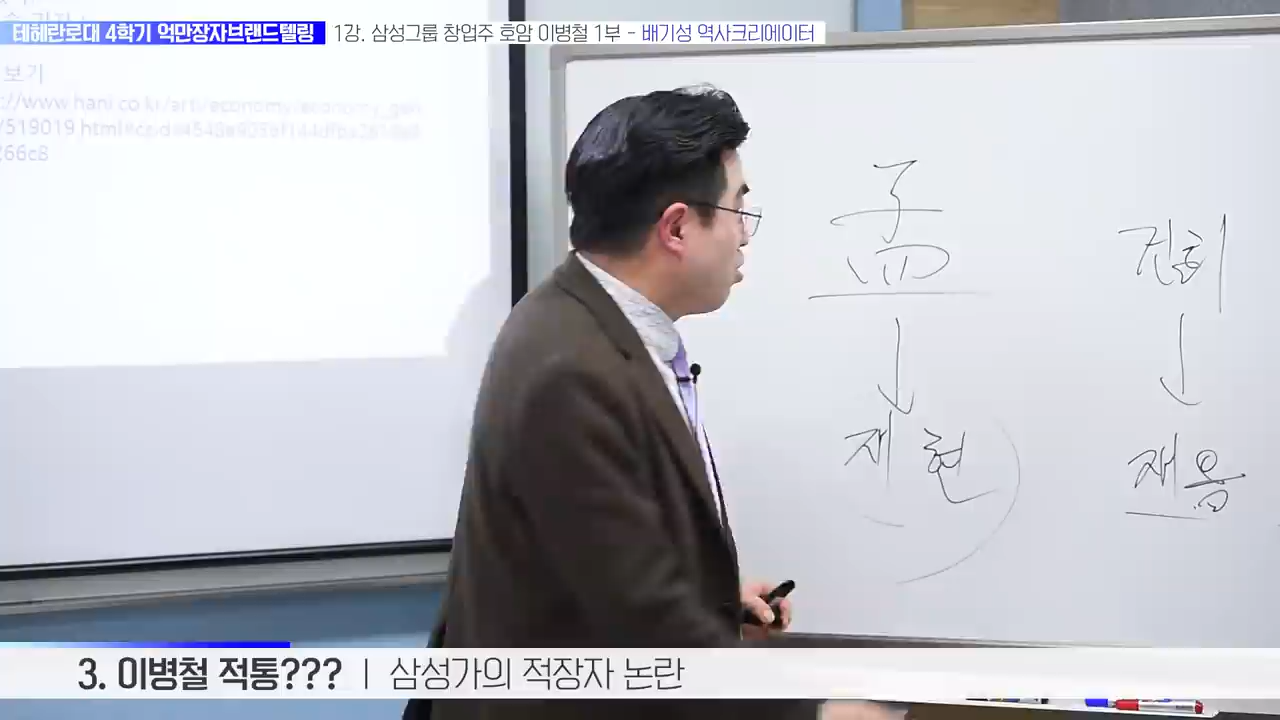 테헤란로대 4학기 억만장자브랜드텔링 1강. 삼성그룹 창업주 호암 이병철 1부 - 배기성 역사크리에이터
보기
://www.hani.co.kr/arti/economy/economy_gen
66c8
孟
건희
재현
재용
3. 이병철 적통??? | 삼성가의 적장자 논란